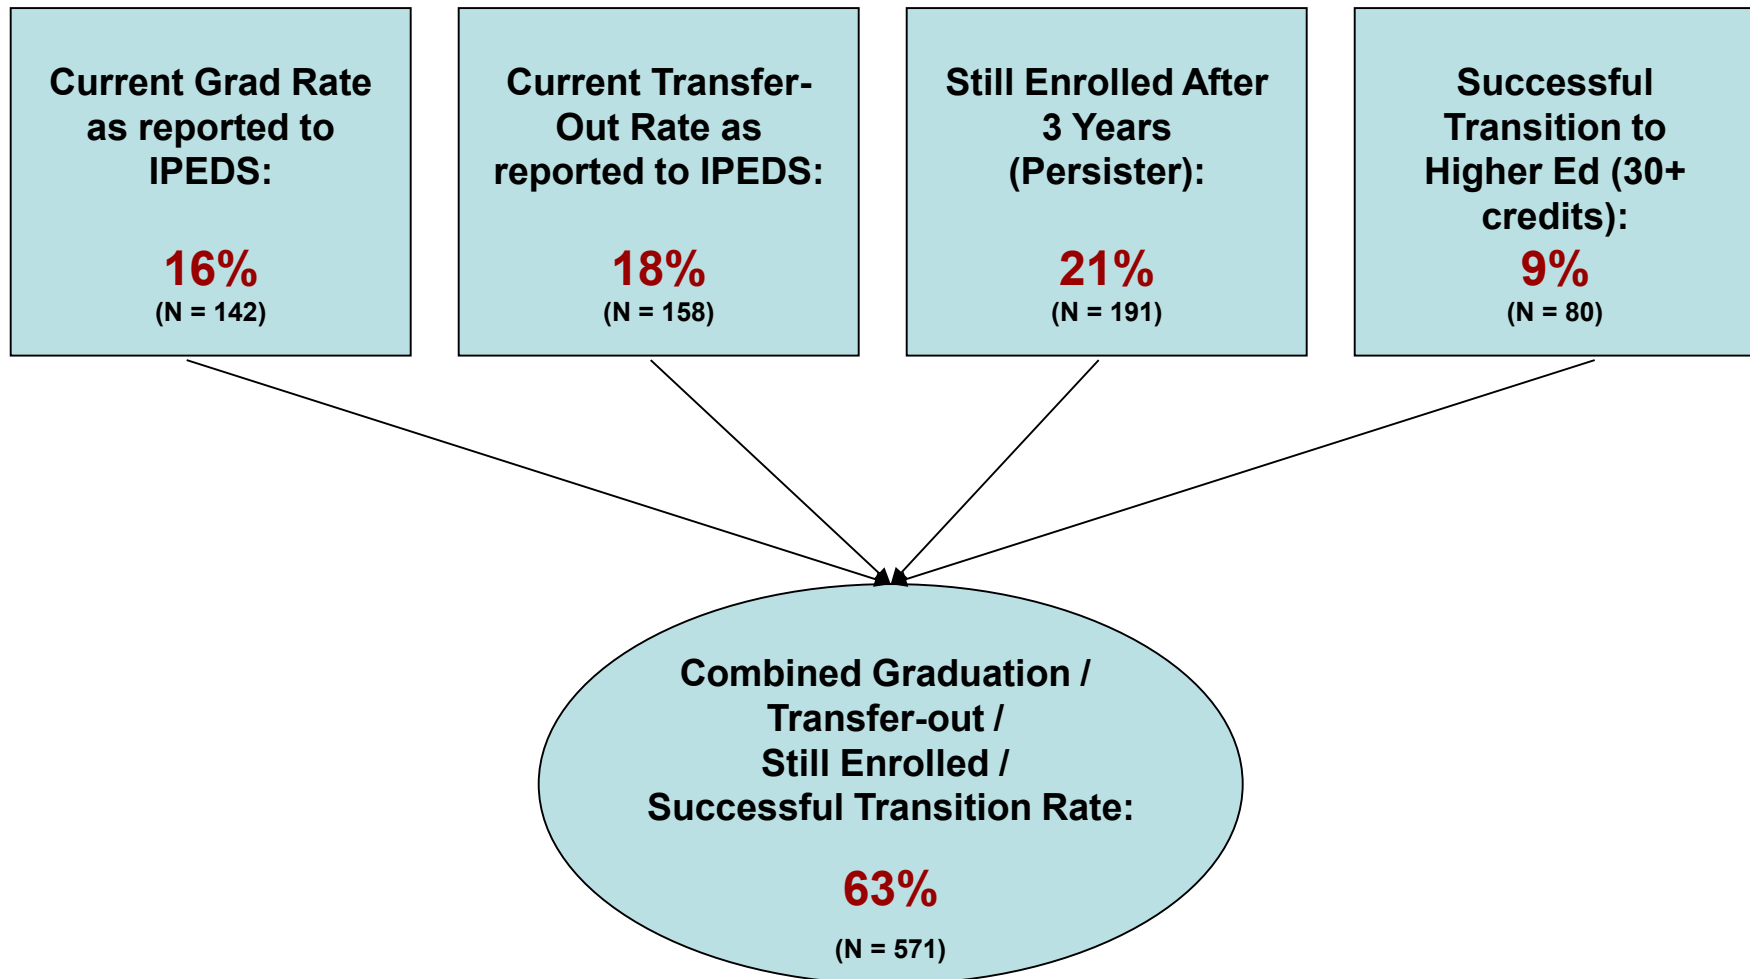 Current Grad Rate
as reported to
IPEDS:
16%
(N = 142)
Current Transfer-
Out Rate as
reported to IPEDS:
18%
(N = 158)
Still Enrolled After
3 Years
(Persister):
21%
(N = 191)
Successful
Transition to
Higher Ed (30+
credits):
9%
(N = 80)
Combined Graduation /
Transfer-out /
Still Enrolled /
Successful Transition Rate:
63%
(N = 571)